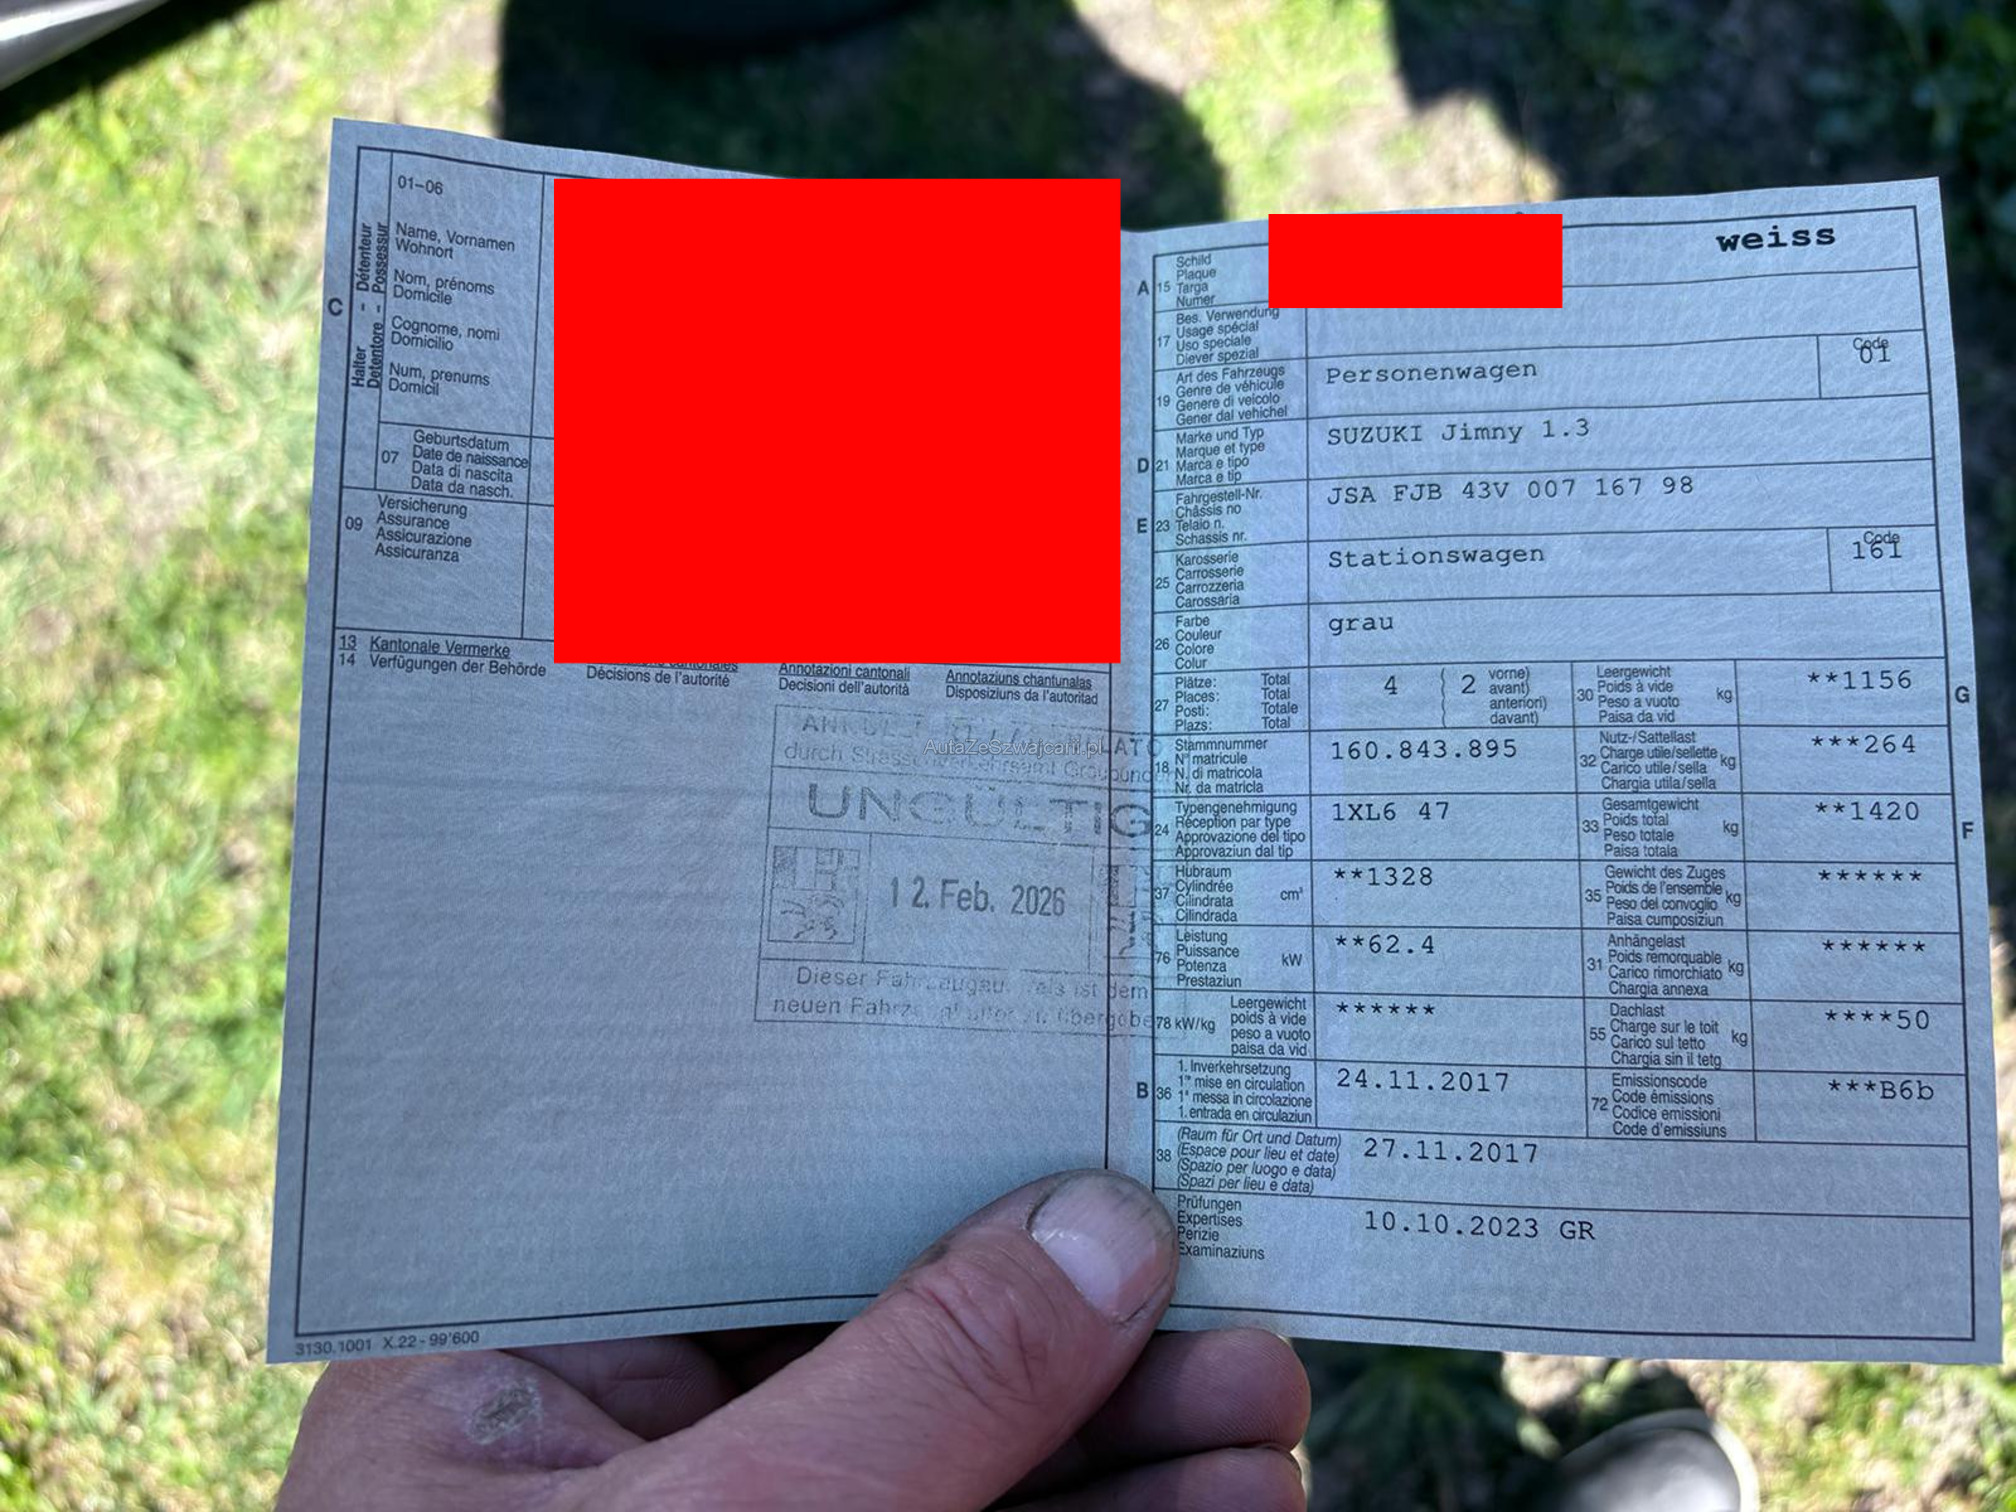 01–06
Name, Vornamen
Wohnort
Nom, prénoms
Domicile
Cognome, nomi
Domicilio
Num, prenums
Domicil
C
Halter – Détenteur
Detentore – Possessur
07
Geburtsdatum
Date de naissance
Data di nascita
Data da nasch.
09
Versicherung
Assurance
Assicurazione
Assicuranza
13 Kantonale Vermerke
14 Verfügungen der Behörde
Décisions de l'autorité
Annotazioni cantonali
Decisioni dell'autorità
Annotaziuns chantunalas
Disposiziuns da l'autoritad
AutaZeSzwajcarii.pl
durch
UNGÜLTIG
12. Feb. 2026
Dieser ist dem
neuen
3130.1001 X.22 - 99'600
A 15
Schild
Plaque
Targa
Numer
weiss
17
Bes. Verwendung
Usage spécial
Uso speciale
Diever spezial
19
Art des Fahrzeugs
Genre de véhicule
Genere di veicolo
Gener dal vehichel
Personenwagen
Code
01
D 21
Marke und Typ
Marque et type
Marca e tipo
Marca e tip
SUZUKI Jimny 1.3
E 23
Fahrgestell-Nr.
Châssis no
Telaio n.
Schassis nr.
JSA FJB 43V 007 167 98
25
Karosserie
Carrosserie
Carrozzeria
Carossaria
Stationswagen
Code
161
26
Farbe
Couleur
Colore
Colur
grau
27
Plätze: Total
Places: Total
Posti: Totale
Plazs: Total
4 ( 2 vorne)
avant)
anteriori)
davant)
30
Leergewicht
Poids à vide
Peso a vuoto
Paisa da vid
kg
**1156
G
18
Stammnummer
N° matricule
N. di matricola
Nr. da matricla
160.843.895
32
Nutz-/Sattellast
Charge utile/sellette
Carico utile/sella
Chargia utila/sella
kg
***264
24
Typengenehmigung
Réception par type
Approvazione del tipo
Approvaziun dal tip
1XL6 47
33
Gesamtgewicht
Poids total
Peso totale
Paisa totala
kg
**1420
F
37
Hubraum
Cylindrée
Cilindrata
Cilindrada
cm³
**1328
35
Gewicht des Zuges
Poids de l'ensemble
Peso del convoglio
Paisa cumposiziun
kg
******
76
Leistung
Puissance
Potenza
Prestaziun
kW
**62.4
31
Anhängelast
Poids remorquable
Carico rimorchiato
Chargia annexa
kg
******
78 kW/kg
Leergewicht
poids à vide
peso a vuoto
paisa da vid
******
55
Dachlast
Charge sur le toit
Carico sul tetto
Chargia sin il tetg
kg
****50
B 36
1. Inverkehrsetzung
1re mise en circulation
1a messa in circolazione
1. entrada en circulaziun
24.11.2017
72
Emissionscode
Code émissions
Codice emissioni
Code d'emissiuns
***B6b
38
(Raum für Ort und Datum)
(Espace pour lieu et date)
(Spazio per luogo e data)
(Spazi per lieu e data)
27.11.2017
Prüfungen
Expertises
Perizie
Examinaziuns
10.10.2023 GR